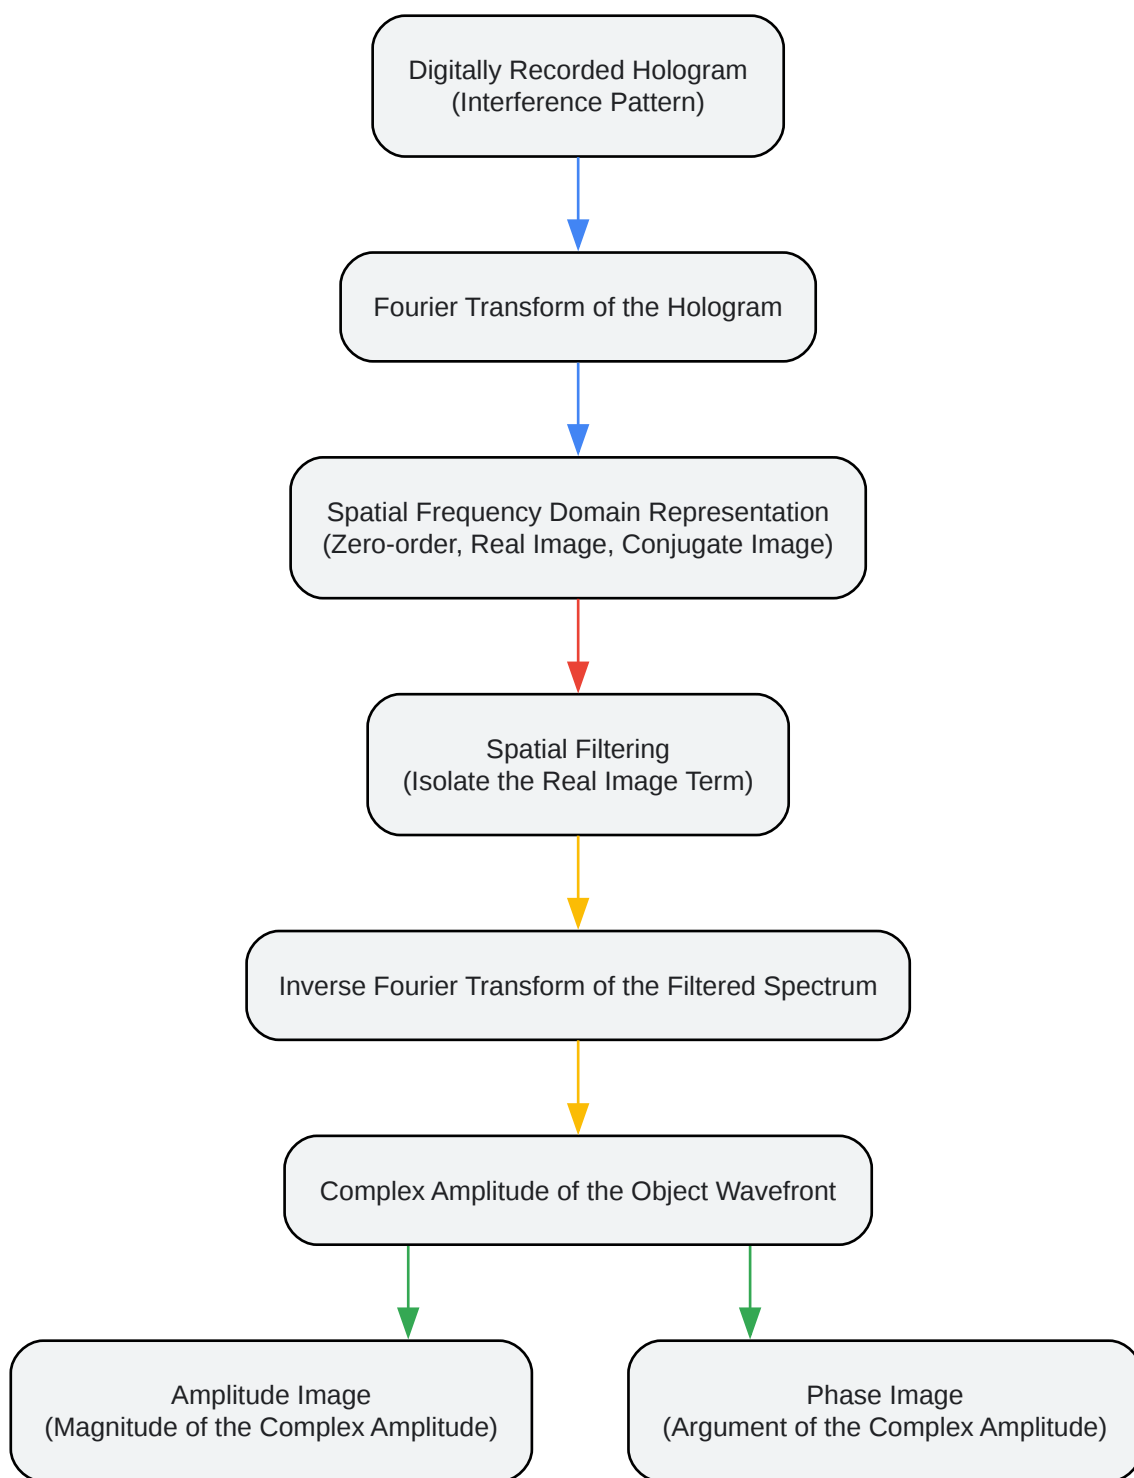 Digitally Recorded Hologram
(Interference Pattern)
Fourier Transform of the Hologram
Spatial Frequency Domain Representation
(Zero-order, Real Image, Conjugate Image)
Spatial Filtering
(Isolate the Real Image Term)
Inverse Fourier Transform of the Filtered Spectrum
Complex Amplitude of the Object Wavefront
Amplitude Image
(Magnitude of the Complex Amplitude)
Phase Image
(Argument of the Complex Amplitude)